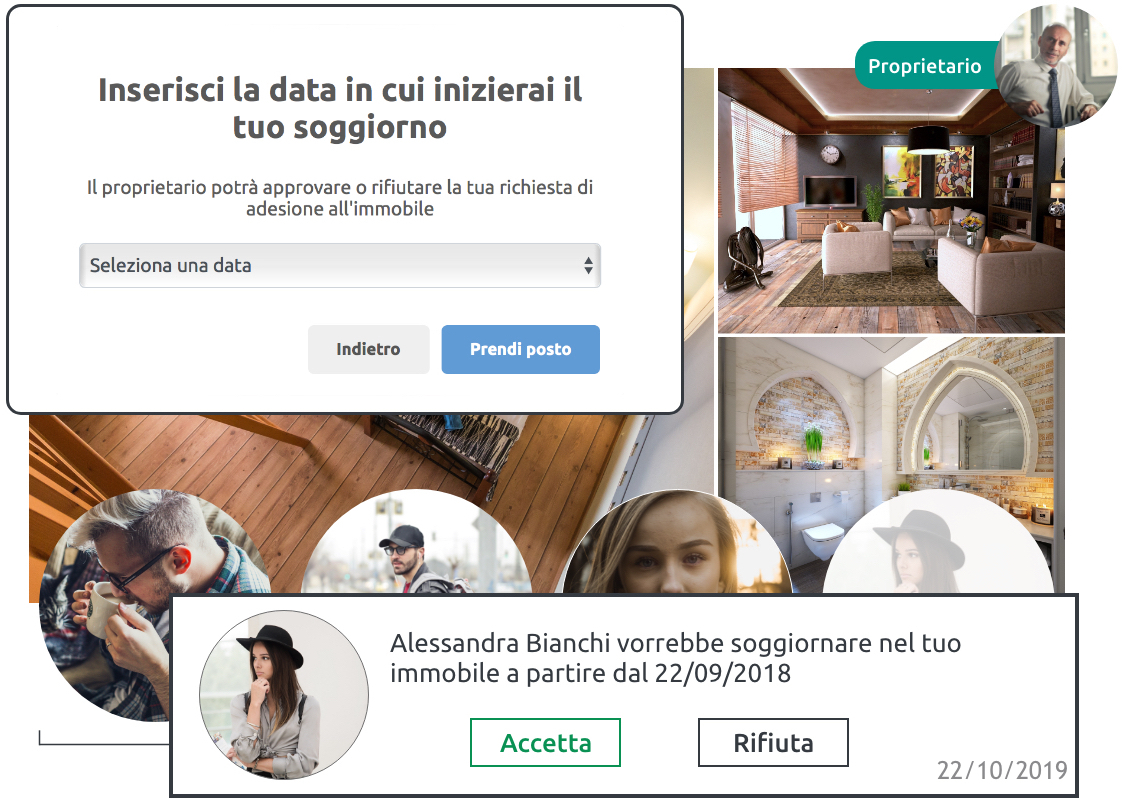 Inserisci la data in cui inizierai il
tuo soggiorno
Il proprietario potrà approvare o rifiutare la tua richiesta di
adesione all'immobile
Seleziona una data
Indietro
Prendi posto
Proprietario
Alessandra Bianchi vorrebbe soggiornare nel tuo
immobile a partire dal 22/09/2018
Accetta
Rifiuta
22/10/2019